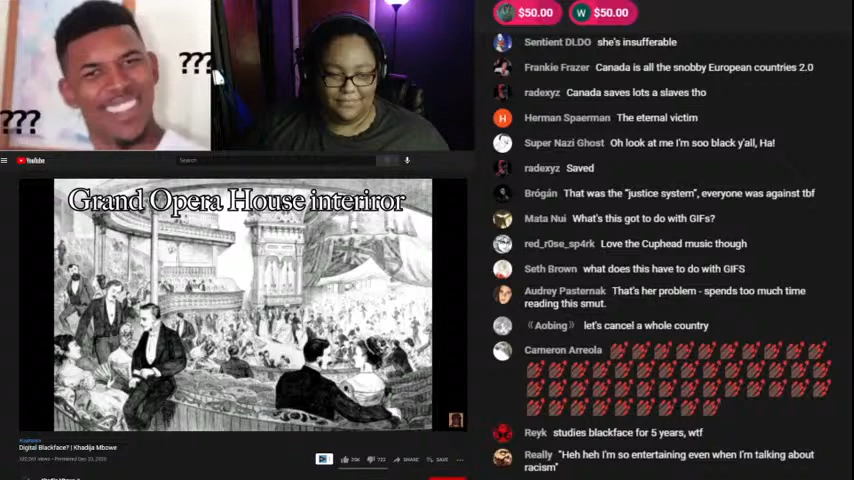 $50.00
W $50.00
Sentient DLDO she's insufferable
Frankie Frazer Canada is all the snobby European countries 2.0
radexyz Canada saves lots a slaves tho
H Herman Spaerman The eternal victim
Super Nazi Ghost Oh look at me I'm soo black y'all, Ha!
radexyz Saved
Brógán That was the "justice system", everyone was against tbf
Mata Nui What's this got to do with GIFs?
red_r0se_sp4rk Love the Cuphead music though
Seth Brown what does this have to do with GIFS
Audrey Pasternak That's her problem - spends too much time
reading this smut.
《Aobing》 let's cancel a whole country
Cameron Arreola
Reyk studies blackface for 5 years, wtf
Really "Heh heh I'm so entertaining even when I'm talking about
racism"
???
???
YouTube
Search
Grand Opera House interiror
Digital Blackface? | Khadija Mbowe
SHARE
SAVE